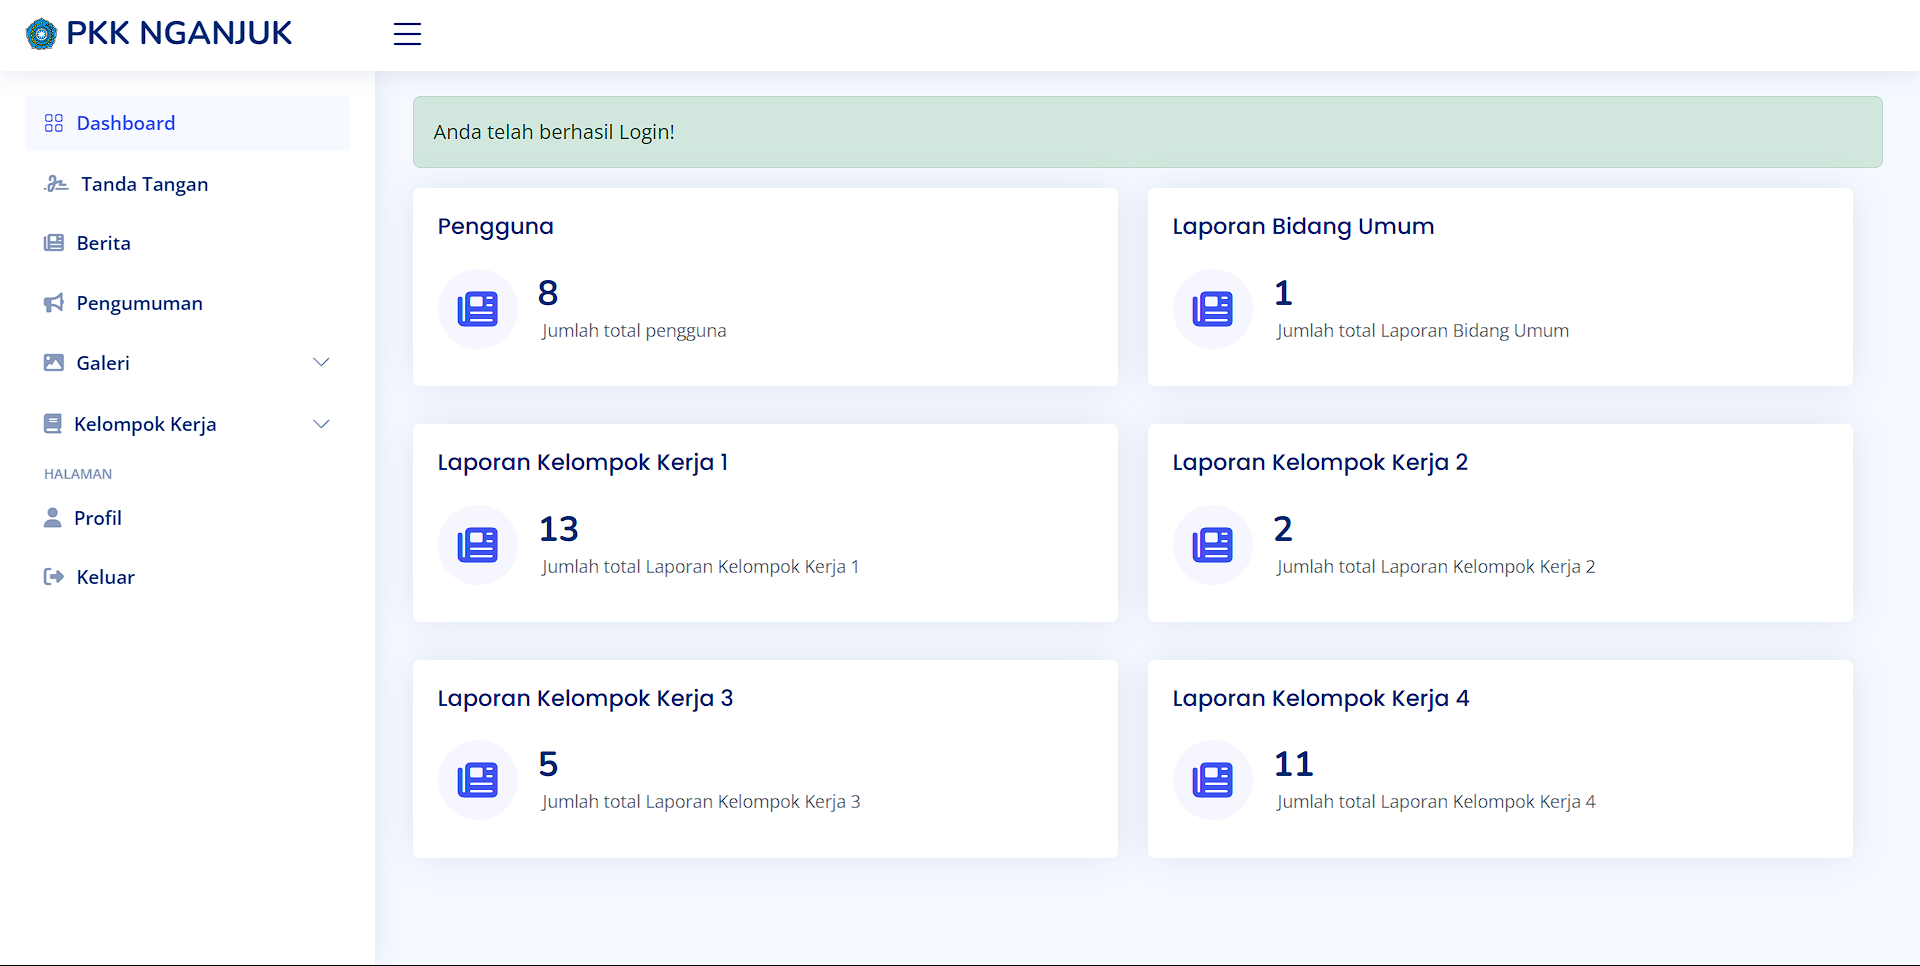 PKK NGANJUK
Dashboard
Tanda Tangan
Berita
Pengumuman
Galeri
Kelompok Kerja
HALAMAN
Profil
Keluar
Anda telah berhasil Login!
Pengguna
8
Jumlah total pengguna
Laporan Bidang Umum
1
Jumlah total Laporan Bidang Umum
Laporan Kelompok Kerja 1
13
Jumlah total Laporan Kelompok Kerja 1
Laporan Kelompok Kerja 2
2
Jumlah total Laporan Kelompok Kerja 2
Laporan Kelompok Kerja 3
5
Jumlah total Laporan Kelompok Kerja 3
Laporan Kelompok Kerja 4
11
Jumlah total Laporan Kelompok Kerja 4